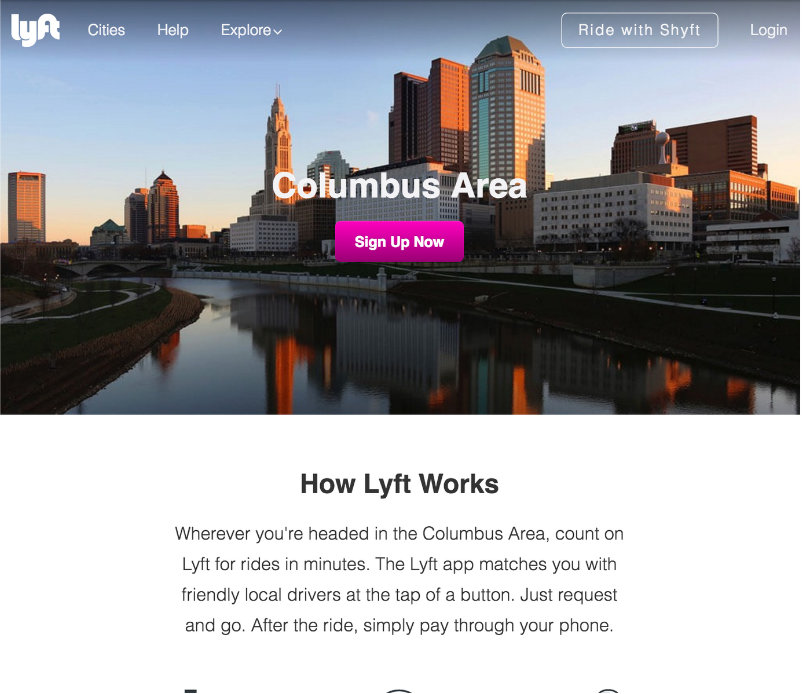 lyft
Cities
Help
Explore
Ride with Shyft
Login
Columbus Area
Sign Up Now
How Lyft Works
Wherever you're headed in the Columbus Area, count on
Lyft for rides in minutes. The Lyft app matches you with
friendly local drivers at the tap of a button. Just request
and go. After the ride, simply pay through your phone.